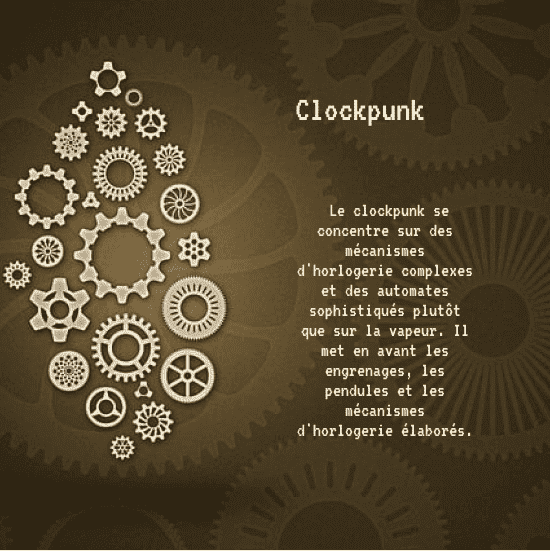 Clockpunk
Le clockpunk se
concentre sur des
mécanismes
d'horlogerie complexes
et des automates
sophistiqués plutôt
que sur la vapeur. Il
met en avant les
engrenages, les
pendules et les
mécanismes
d'horlogerie élaborés.